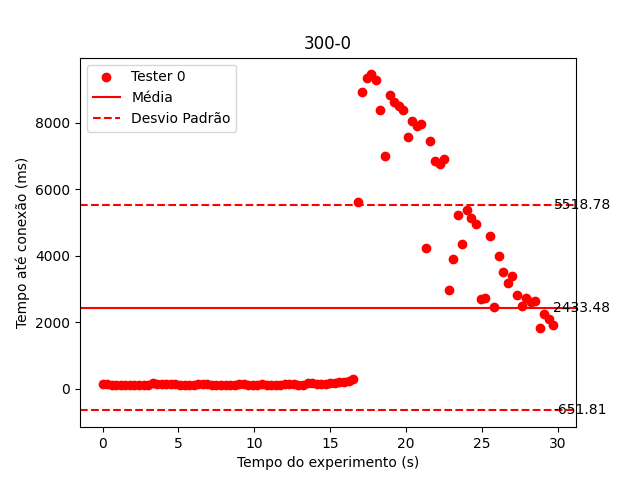 300-0
Tester 0
Média
Desvio Padrão
Tempo até conexão (ms)
8000
6000
4000
2000
0
5518.78
2433.48
-651.81
0 5 10 15 20 25 30
Tempo do experimento (s)